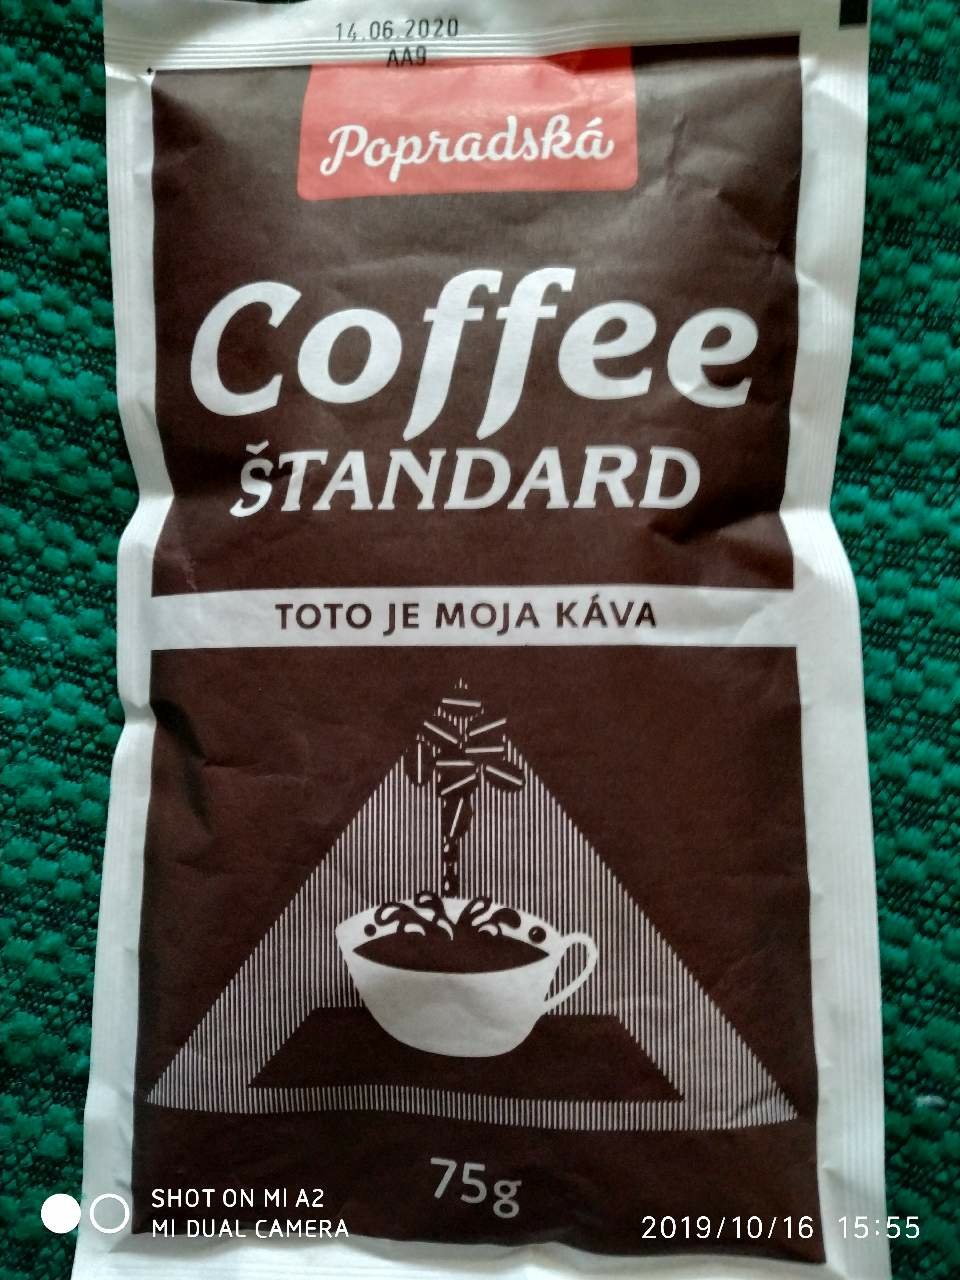 14.06.2020
AA9
Popradská
Coffee
ŠTANDARD
TOTO JE MOJA KÁVA
75g
SHOT ON MI A2
MI DUAL CAMERA
2019/10/16 15:55